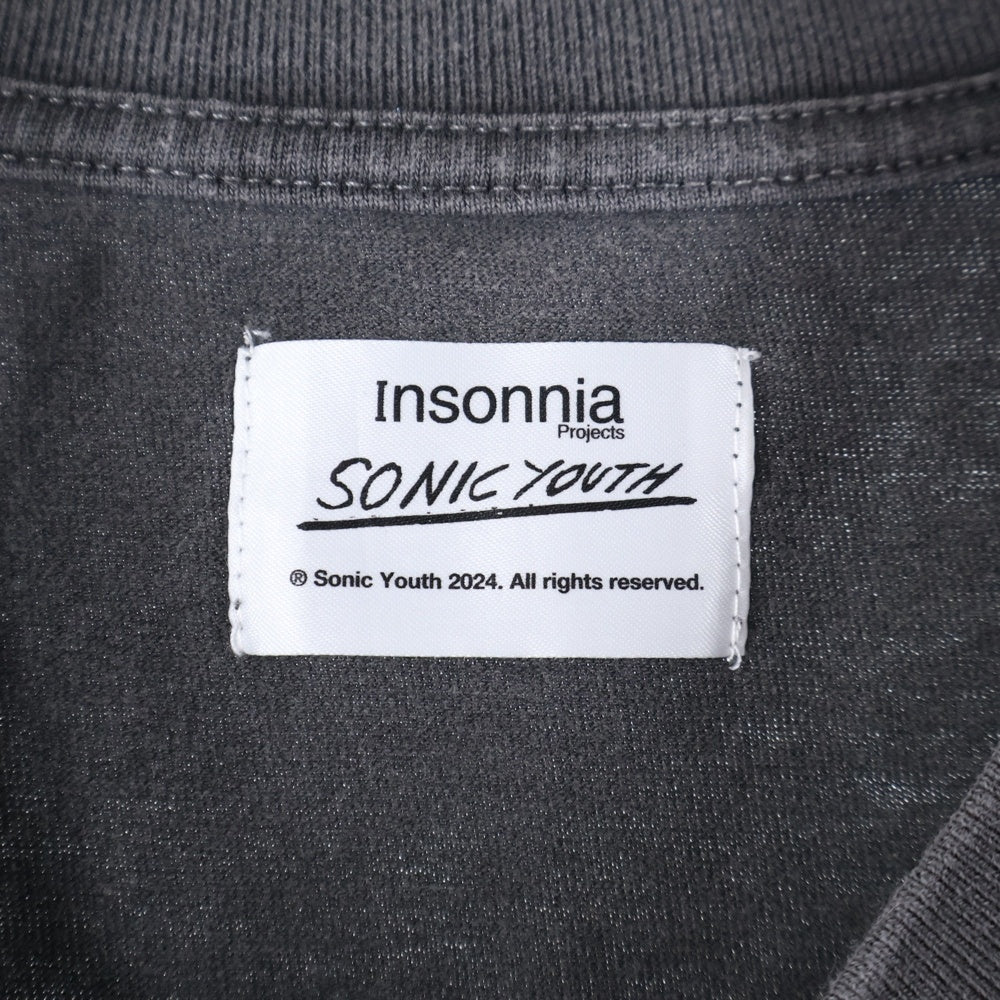 Insonnia
Projects
SONIC YOUTH
® Sonic Youth 2024. All rights reserved.